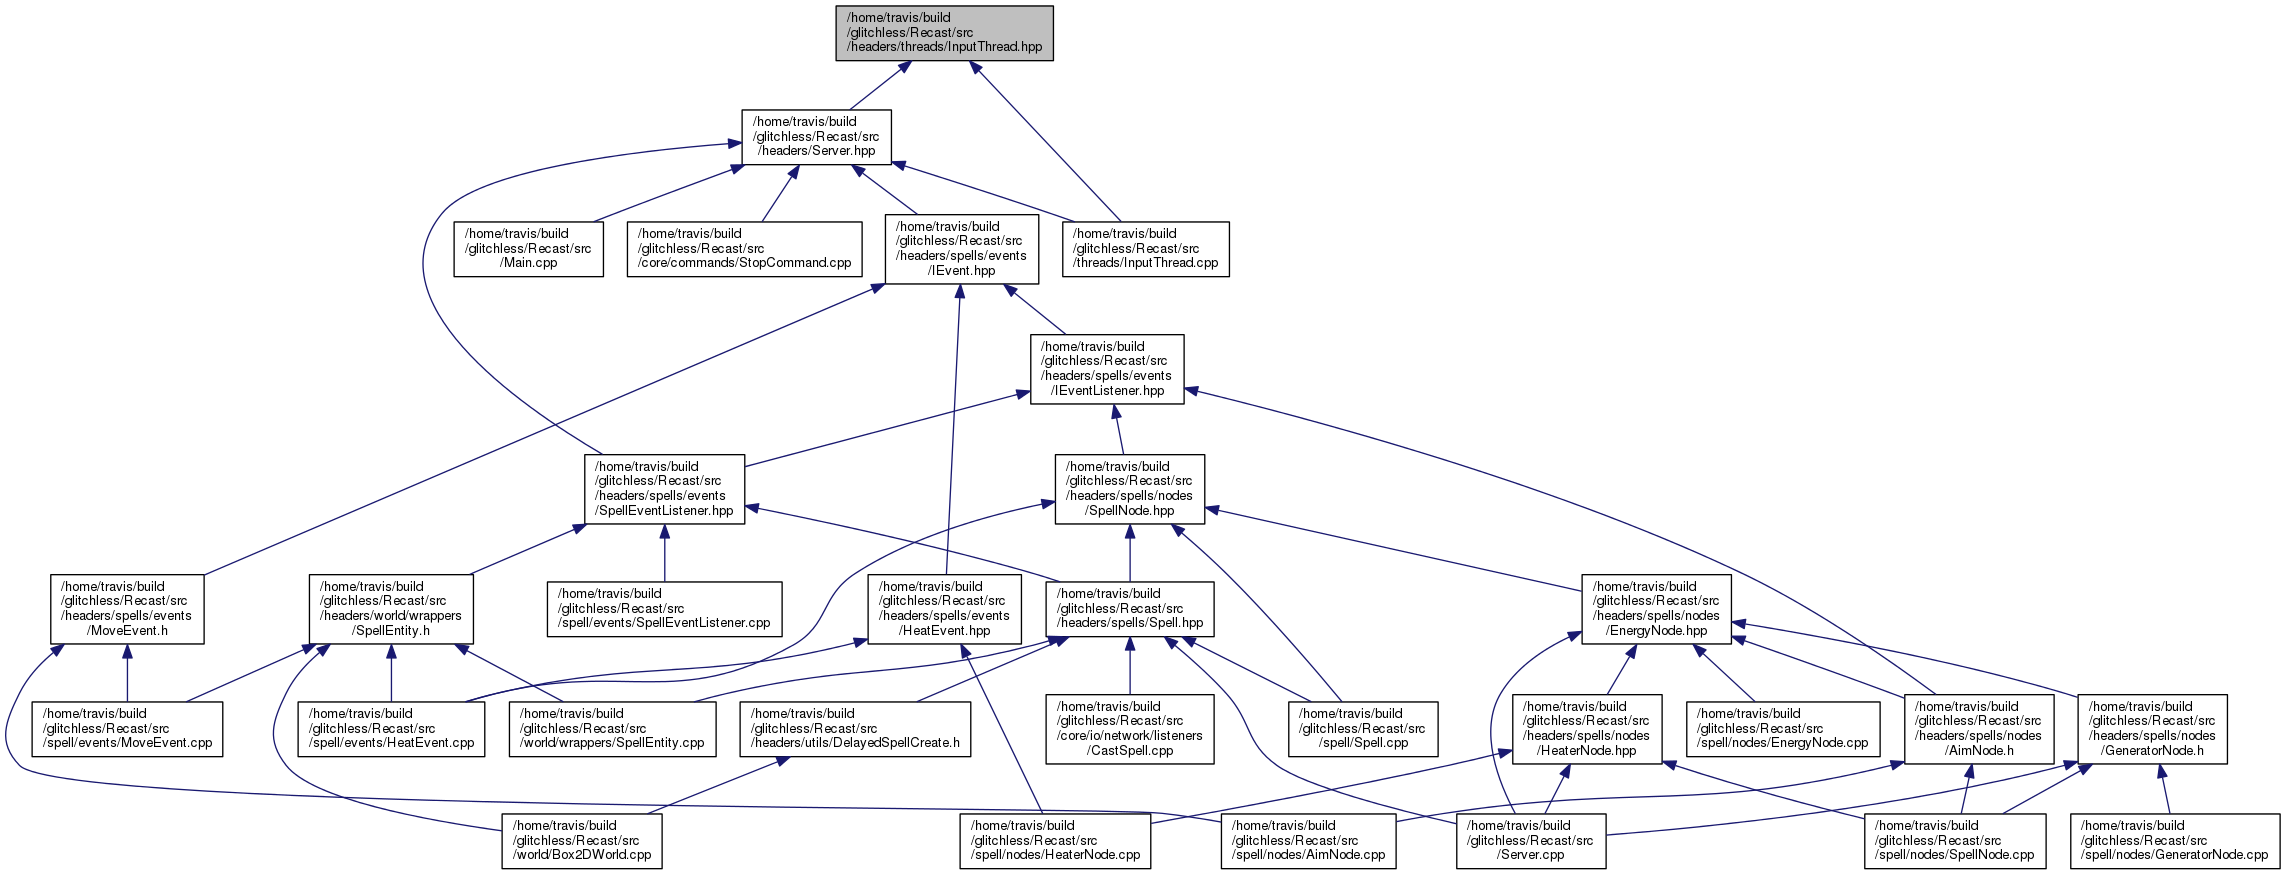 /home/travis/build
/glitchless/Recast/src
/headers/threads/InputThread.hpp
/home/travis/build
/glitchless/Recast/src
/headers/Server.hpp
/home/travis/build
/glitchless/Recast/src
/Main.cpp
/home/travis/build
/glitchless/Recast/src
/core/commands/StopCommand.cpp
/home/travis/build
/glitchless/Recast/src
/headers/spells/events
/IEvent.hpp
/home/travis/build
/glitchless/Recast/src
/threads/InputThread.cpp
/home/travis/build
/glitchless/Recast/src
/headers/spells/events
/IEventListener.hpp
/home/travis/build
/glitchless/Recast/src
/headers/spells/events
/SpellEventListener.hpp
/home/travis/build
/glitchless/Recast/src
/headers/spells/nodes
/SpellNode.hpp
/home/travis/build
/glitchless/Recast/src
/headers/spells/events
/MoveEvent.h
/home/travis/build
/glitchless/Recast/src
/headers/world/wrappers
/SpellEntity.h
/home/travis/build
/glitchless/Recast/src
/spell/events/SpellEventListener.cpp
/home/travis/build
/glitchless/Recast/src
/headers/spells/events
/HeatEvent.hpp
/home/travis/build
/glitchless/Recast/src
/headers/spells/Spell.hpp
/home/travis/build
/glitchless/Recast/src
/headers/spells/nodes
/EnergyNode.hpp
/home/travis/build
/glitchless/Recast/src
/spell/events/MoveEvent.cpp
/home/travis/build
/glitchless/Recast/src
/spell/events/HeatEvent.cpp
/home/travis/build
/glitchless/Recast/src
/world/wrappers/SpellEntity.cpp
/home/travis/build
/glitchless/Recast/src
/headers/utils/DelayedSpellCreate.h
/home/travis/build
/glitchless/Recast/src
/core/io/network/listeners
/CastSpell.cpp
/home/travis/build
/glitchless/Recast/src
/spell/Spell.cpp
/home/travis/build
/glitchless/Recast/src
/headers/spells/nodes
/HeaterNode.hpp
/home/travis/build
/glitchless/Recast/src
/spell/nodes/EnergyNode.cpp
/home/travis/build
/glitchless/Recast/src
/headers/spells/nodes
/AimNode.h
/home/travis/build
/glitchless/Recast/src
/headers/spells/nodes
/GeneratorNode.h
/home/travis/build
/glitchless/Recast/src
/world/Box2DWorld.cpp
/home/travis/build
/glitchless/Recast/src
/spell/nodes/HeaterNode.cpp
/home/travis/build
/glitchless/Recast/src
/spell/nodes/AimNode.cpp
/home/travis/build
/glitchless/Recast/src
/Server.cpp
/home/travis/build
/glitchless/Recast/src
/spell/nodes/SpellNode.cpp
/home/travis/build
/glitchless/Recast/src
/spell/nodes/GeneratorNode.cpp